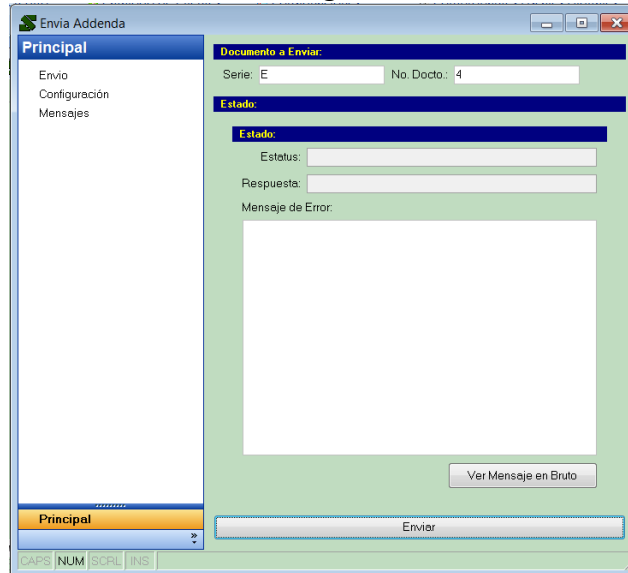 Envia Addenda
Principal
Envio
Configuración
Mensajes
Documento a Enviar:
Serie: E No. Docto.: 4
Estado:
Estado:
Estatus:
Respuesta:
Mensaje de Error:
Ver Mensaje en Bruto
Enviar
Principal
CAPS NUM SCRL INS